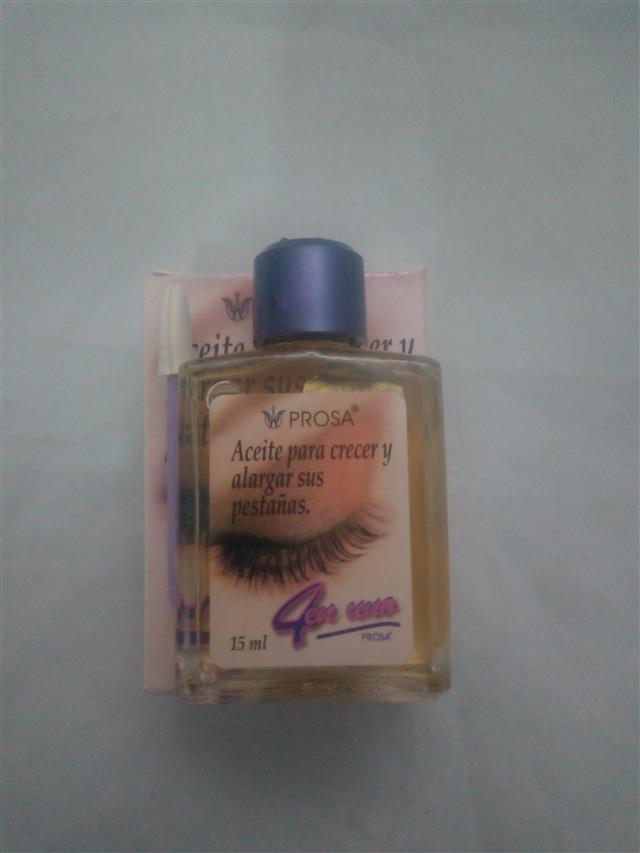 PROSA®
Aceite para crecer y
alargar sus
pestañas.
4 en una
PROSA®
15 ml